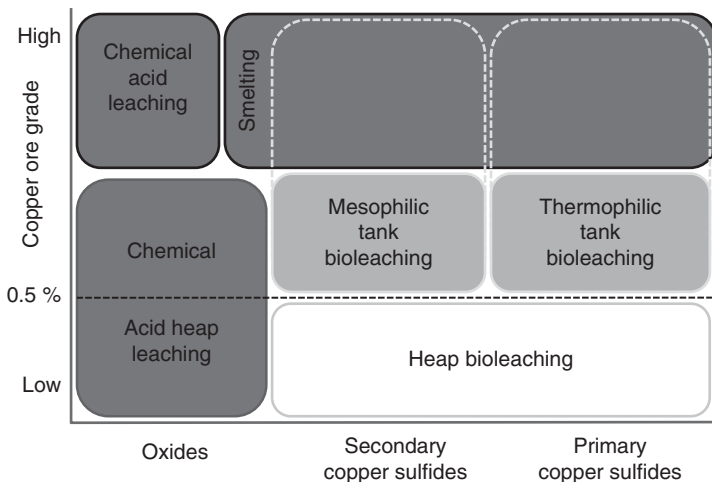 High
Copper ore grade
0.5 %
Low
Chemical
acid
leaching
Smelting
Chemical
Acid heap
leaching
Mesophilic
tank
bioleaching
Thermophilic
tank
bioleaching
Heap bioleaching
Oxides
Secondary
copper sulfides
Primary
copper sulfides